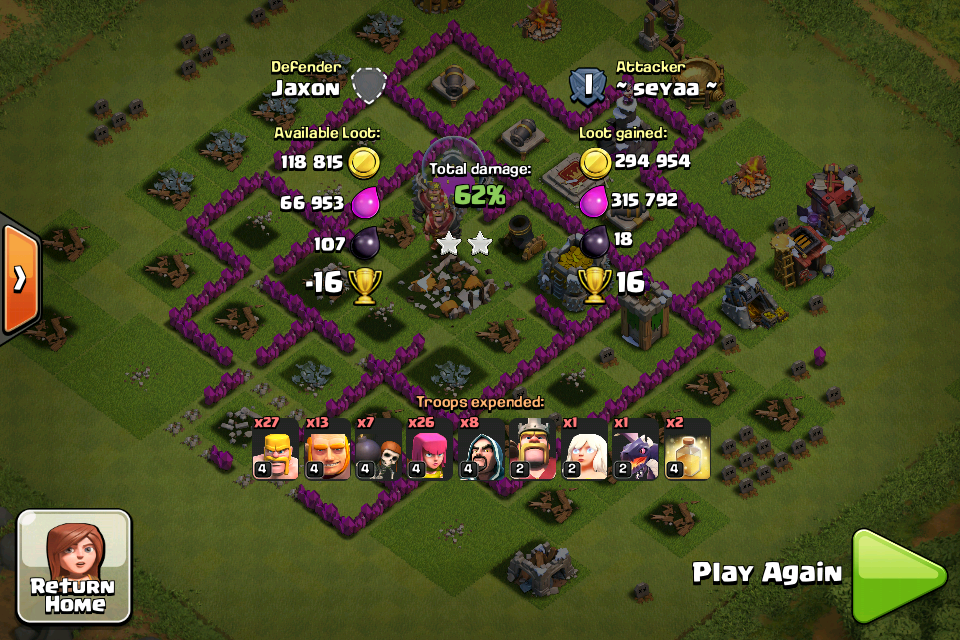 Defender
Jaxon
Attacker
~ seyaa ~
Available Loot:
118 815
66 953
107
-16
Total damage:
62%
Loot gained:
294 954
315 792
18
16
Troops expended:
x27 x13 x7 x26 x8 x1 x1 x2
4 4 4 4 4 2 2 2 4
Return
Home
Play Again